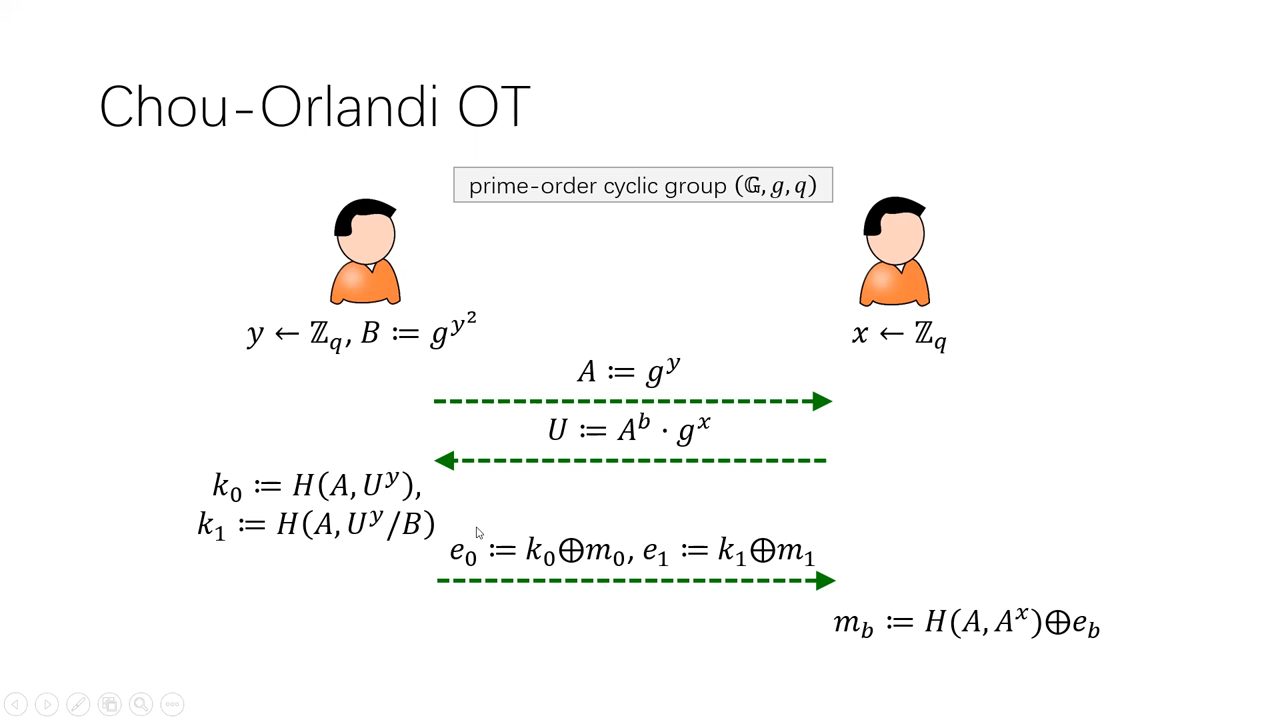 Chou-Orlandi OT
prime-order cyclic group (𝔾, g, q)
y ← ℤ_q, B ≔ g^{y^2}
x ← ℤ_q
A ≔ g^y
U ≔ A^b · g^x
k_0 ≔ H(A, U^y),
k_1 ≔ H(A, U^y/B)
e_0 ≔ k_0⊕m_0, e_1 ≔ k_1⊕m_1
m_b ≔ H(A, A^x)⊕e_b